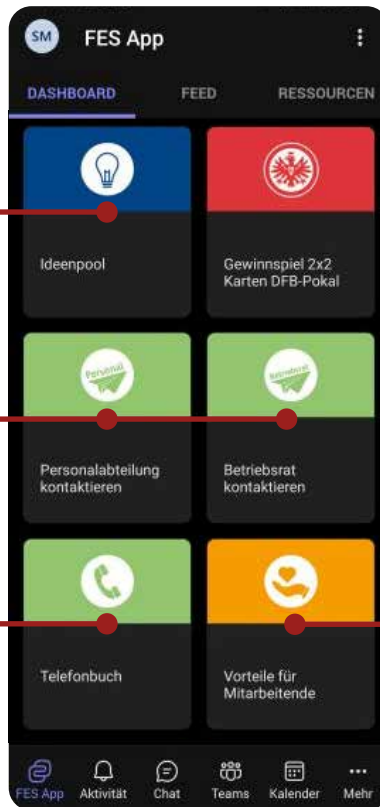 SM
FES App
DASHBOARD
FEED
RESSOURCEN
Ideenpool
Gewinnspiel 2x2
Karten DFB-Pokal
Personal
Betriebsrat
Personalabteilung
kontaktieren
Betriebsrat
kontaktieren
Telefonbuch
Vorteile für
Mitarbeitende
FES App
Aktivität
Chat
Teams
Kalender
Mehr